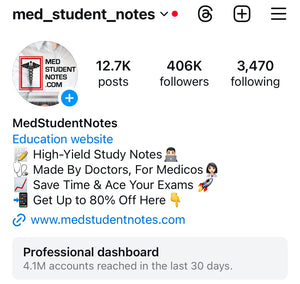 med_student_notes
MED
STUDENT
NOTES
.COM
12.7K 406K 3,470
posts followers following
MedStudentNotes
Education website
📝 High-Yield Study Notes👨🏻‍💻
🩺 Made By Doctors, For Medicos👩🏻‍⚕️
📈 Save Time & Ace Your Exams 🚀
📲 Get Up to 80% Off Here 👇
www.medstudentnotes.com
Professional dashboard
4.1M accounts reached in the last 30 days.